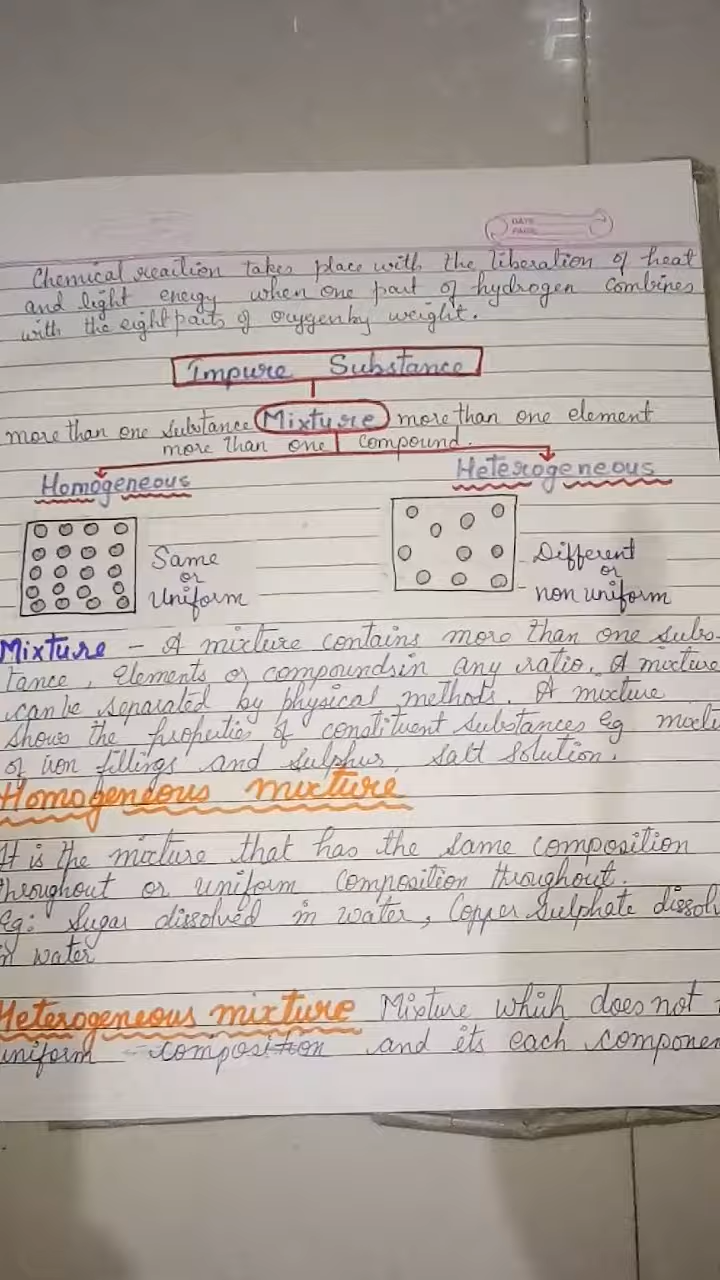 DATE
PAGE
Chemical reaction takes place with the liberation of heat
and light energy when one part of hydrogen combines
with the eight parts of oxygen by weight.
Impure Substance
more than one substance Mixture more than one element
more than one compound.
Homogeneous
Heterogeneous
Same
or
Uniform
Different
or
non uniform
Mixture - A mixture contains more than one subs-
tance, elements or compounds in any ratio. A mixture
can be separated by physical methods. A mixture
shows the properties of constituent substances eg mixtu
of iron fillings and sulphur, salt solution.
Homogeneous mixture
It is the mixture that has the same composition
throughout or uniform composition throughout.
eg: Sugar dissolved in water, Copper Sulphate dissolv
in water
Heterogeneous mixture Mixture which does not
uniform composition and its each componen